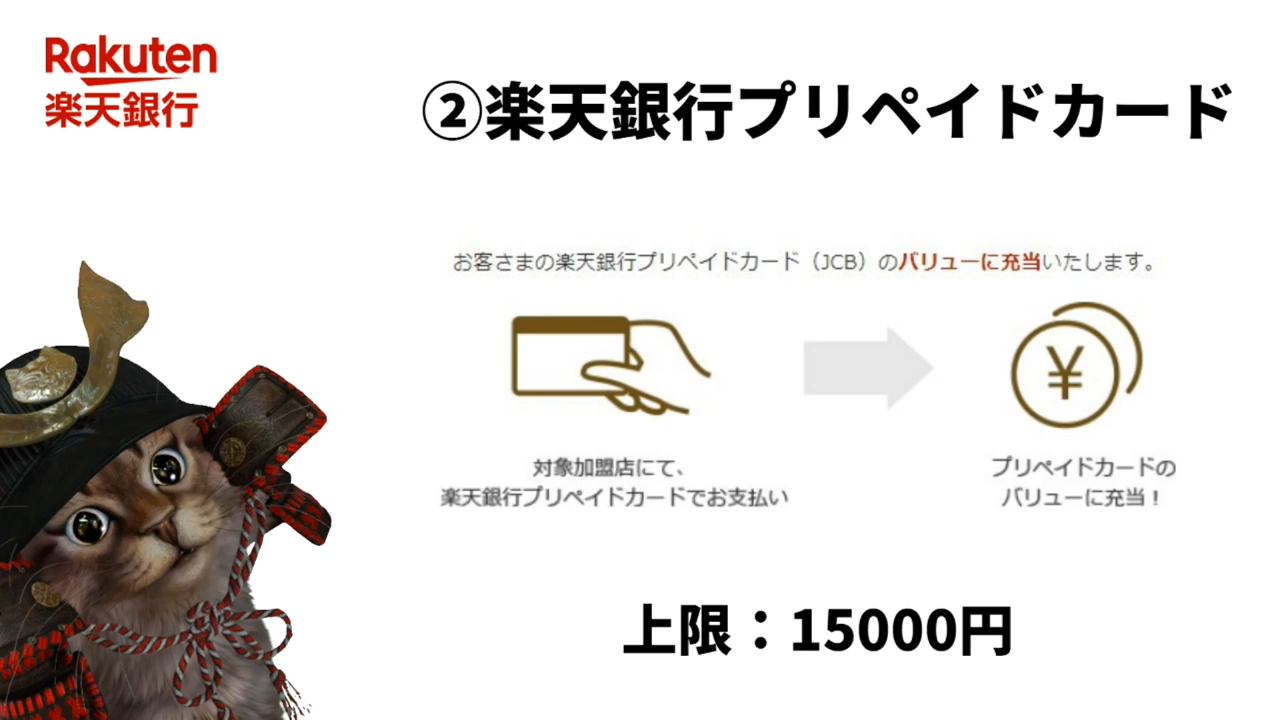 Rakuten
楽天銀行
②楽天銀行プリペイドカード
お客さまの楽天銀行プリペイドカード（JCB）のバリューに充当いたします。
対象加盟店にて、
楽天銀行プリペイドカードでお支払い
¥
プリペイドカードの
バリューに充当！
上限：15000円